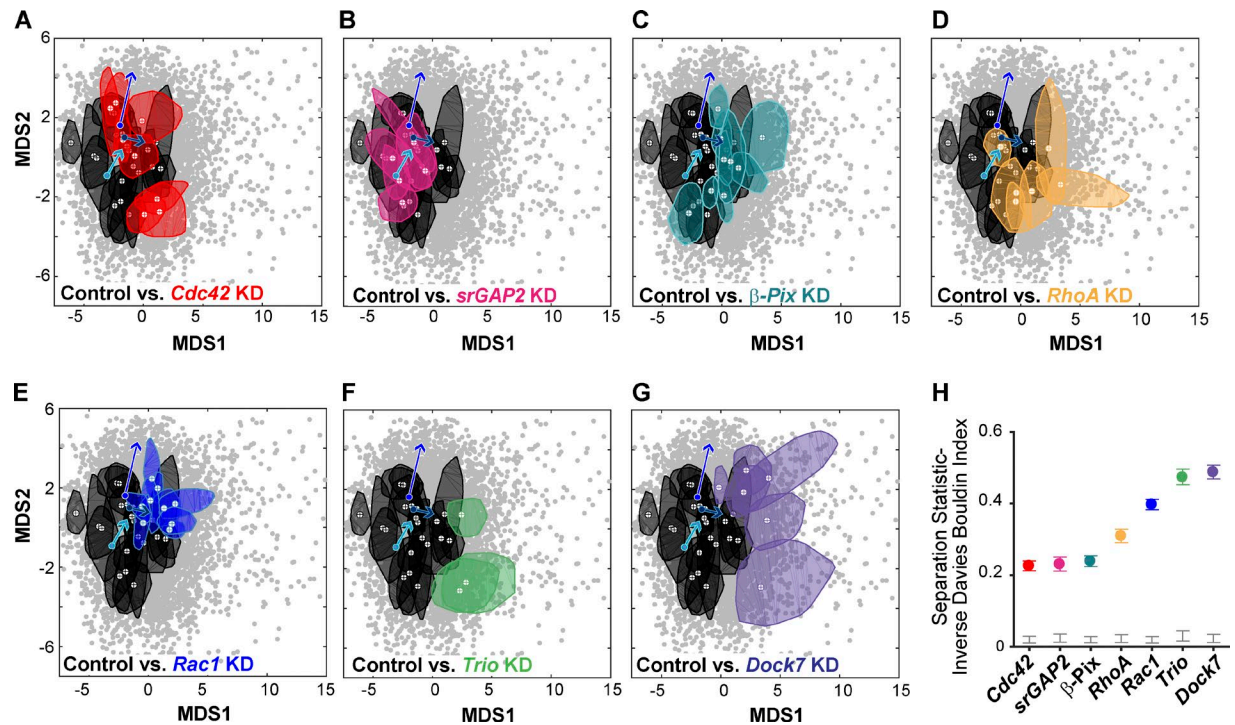 A
B
C
D
6
2
-2
-6
MDS2
Control vs. Cdc42 KD
Control vs. srGAP2 KD
Control vs. β-Pix KD
Control vs. RhoA KD
-5 0 5 10 15
-5 0 5 10 15
-5 0 5 10 15
-5 0 5 10 15
MDS1
MDS1
MDS1
MDS1
E
F
G
H
6
2
-2
-6
MDS2
Control vs. Rac1 KD
Control vs. Trio KD
Control vs. Dock7 KD
-5 0 5 10 15
-5 0 5 10 15
-5 0 5 10 15
MDS1
MDS1
MDS1
Separation Statistic-
Inverse Davies Bouldin Index
0.6
0.4
0.2
0
Cdc42
srGAP2
β-Pix
RhoA
Rac1
Trio
Dock7